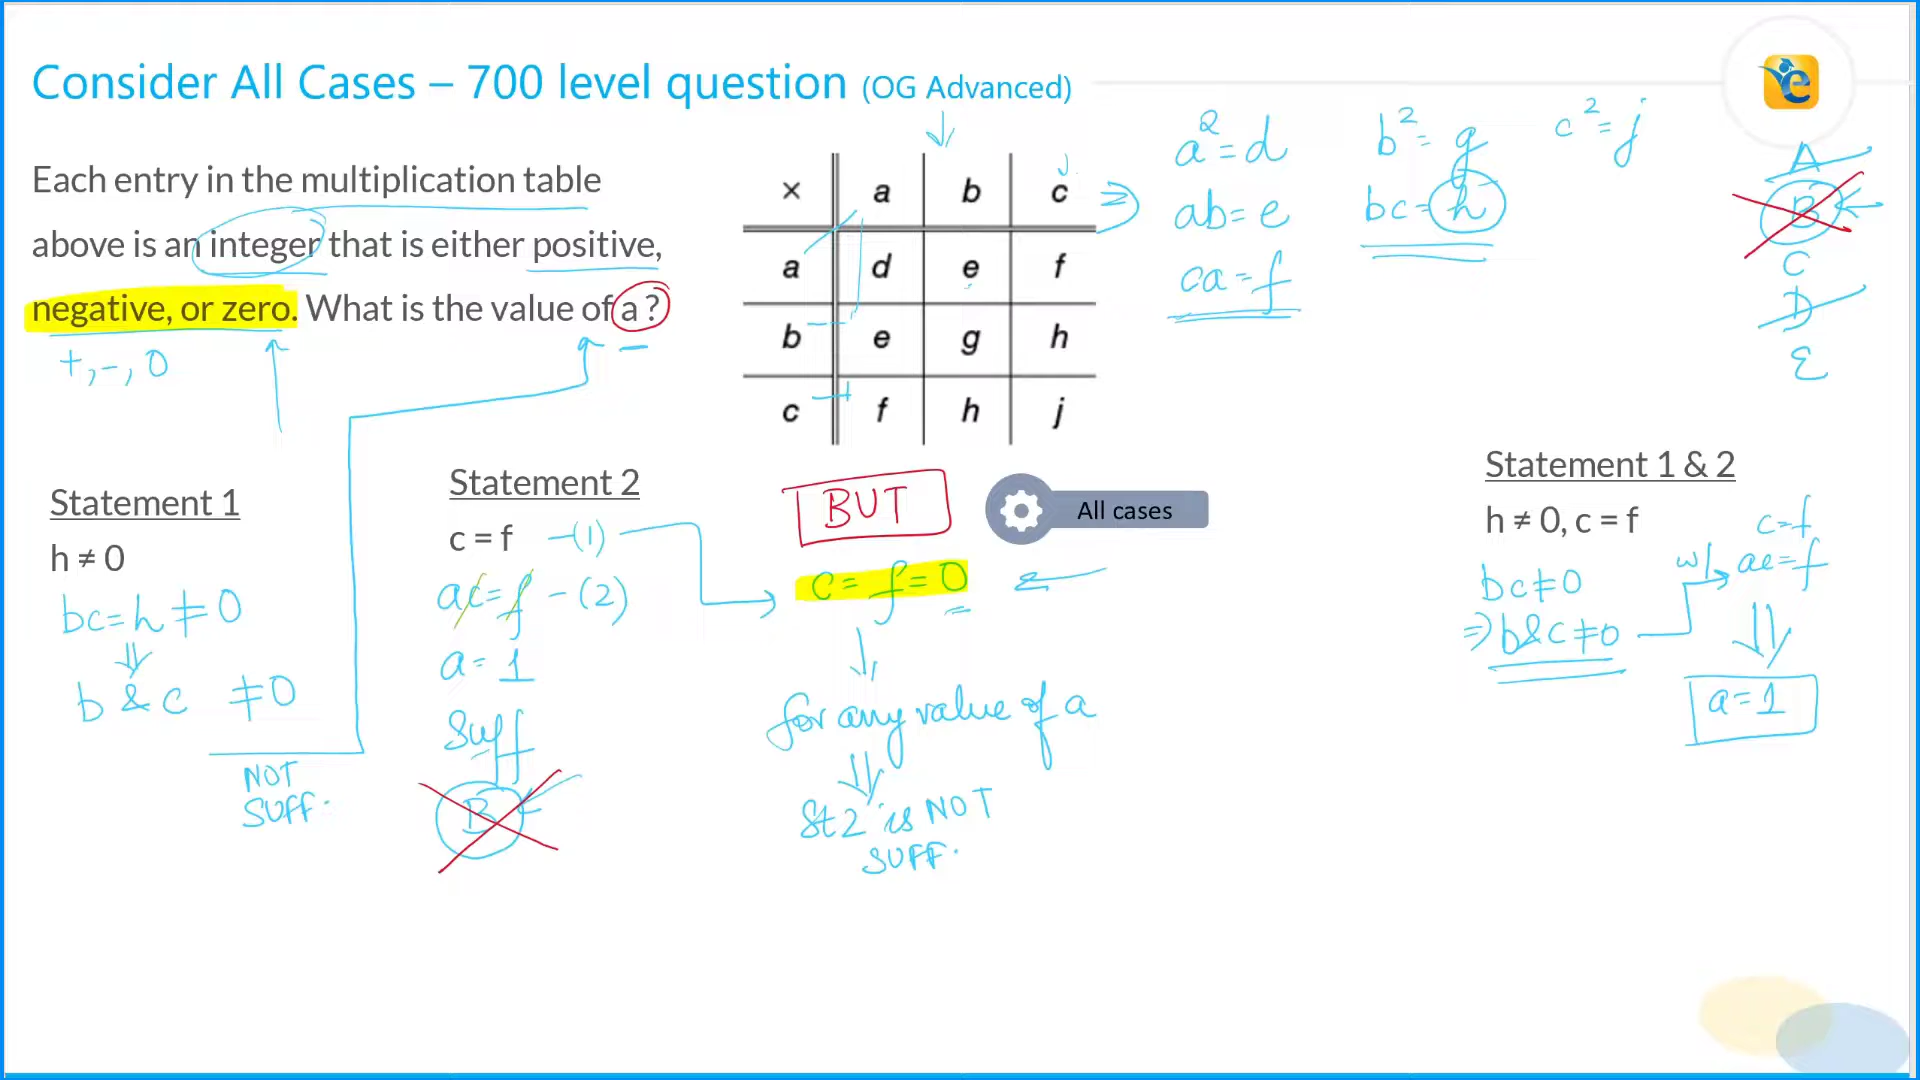 Consider All Cases – 700 level question (OG Advanced)
Each entry in the multiplication table
above is an integer that is either positive,
negative, or zero. What is the value of a ?
+, -, 0
× a b c
a d e f
b e g h
c f h j
a² = d
ab = e
ca = f
b² = g
bc = h
c² = j
A
B
C
D
E
Statement 1
h ≠ 0
bc = h ≠ 0
b & c ≠ 0
NOT
SUFF.
Statement 2
c = f -(1)
ac = f -(2)
a = 1
Suff
B
BUT
All cases
c = f = 0
for any value of a
St 2 is NOT
SUFF.
Statement 1 & 2
h ≠ 0, c = f
bc ≠ 0
⇒ b & c ≠ 0
c = f
w/ ac = f
a = 1